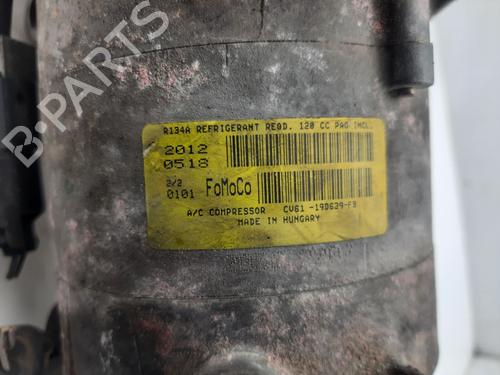 R134A REFRIGERANT REQD. 120 CC PAG INCL.
2012
0518
2/2
0101 FoMoCo
A/C COMPRESSOR CV61 -19D629-FB
MADE IN HUNGARY
B-PARTS